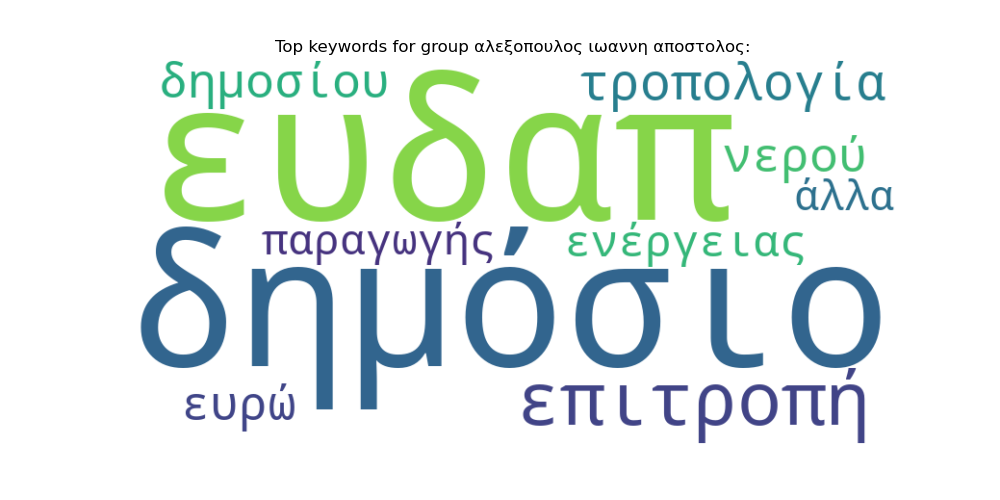 Top keywords for group αλεξοπουλος ιωαννη αποστολος:
δημοσίου τροπολογία
ευδαπ
νερού
άλλα
παραγωγής ενέργειας
δημόσιο
ευρώ επιτροπή